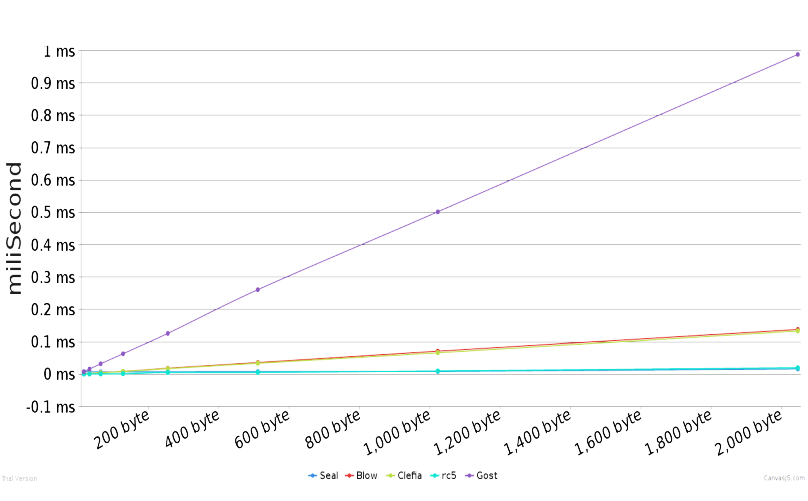 1 ms
0.9 ms
0.8 ms
0.7 ms
0.6 ms
0.5 ms
0.4 ms
0.3 ms
0.2 ms
0.1 ms
0 ms
-0.1 ms
miliSecond
200 byte
400 byte
600 byte
800 byte
1,000 byte
1,200 byte
1,400 byte
1,600 byte
1,800 byte
2,000 byte
Seal Blow Clefia rc5 Gost
Trial Version
CanvasJS.com